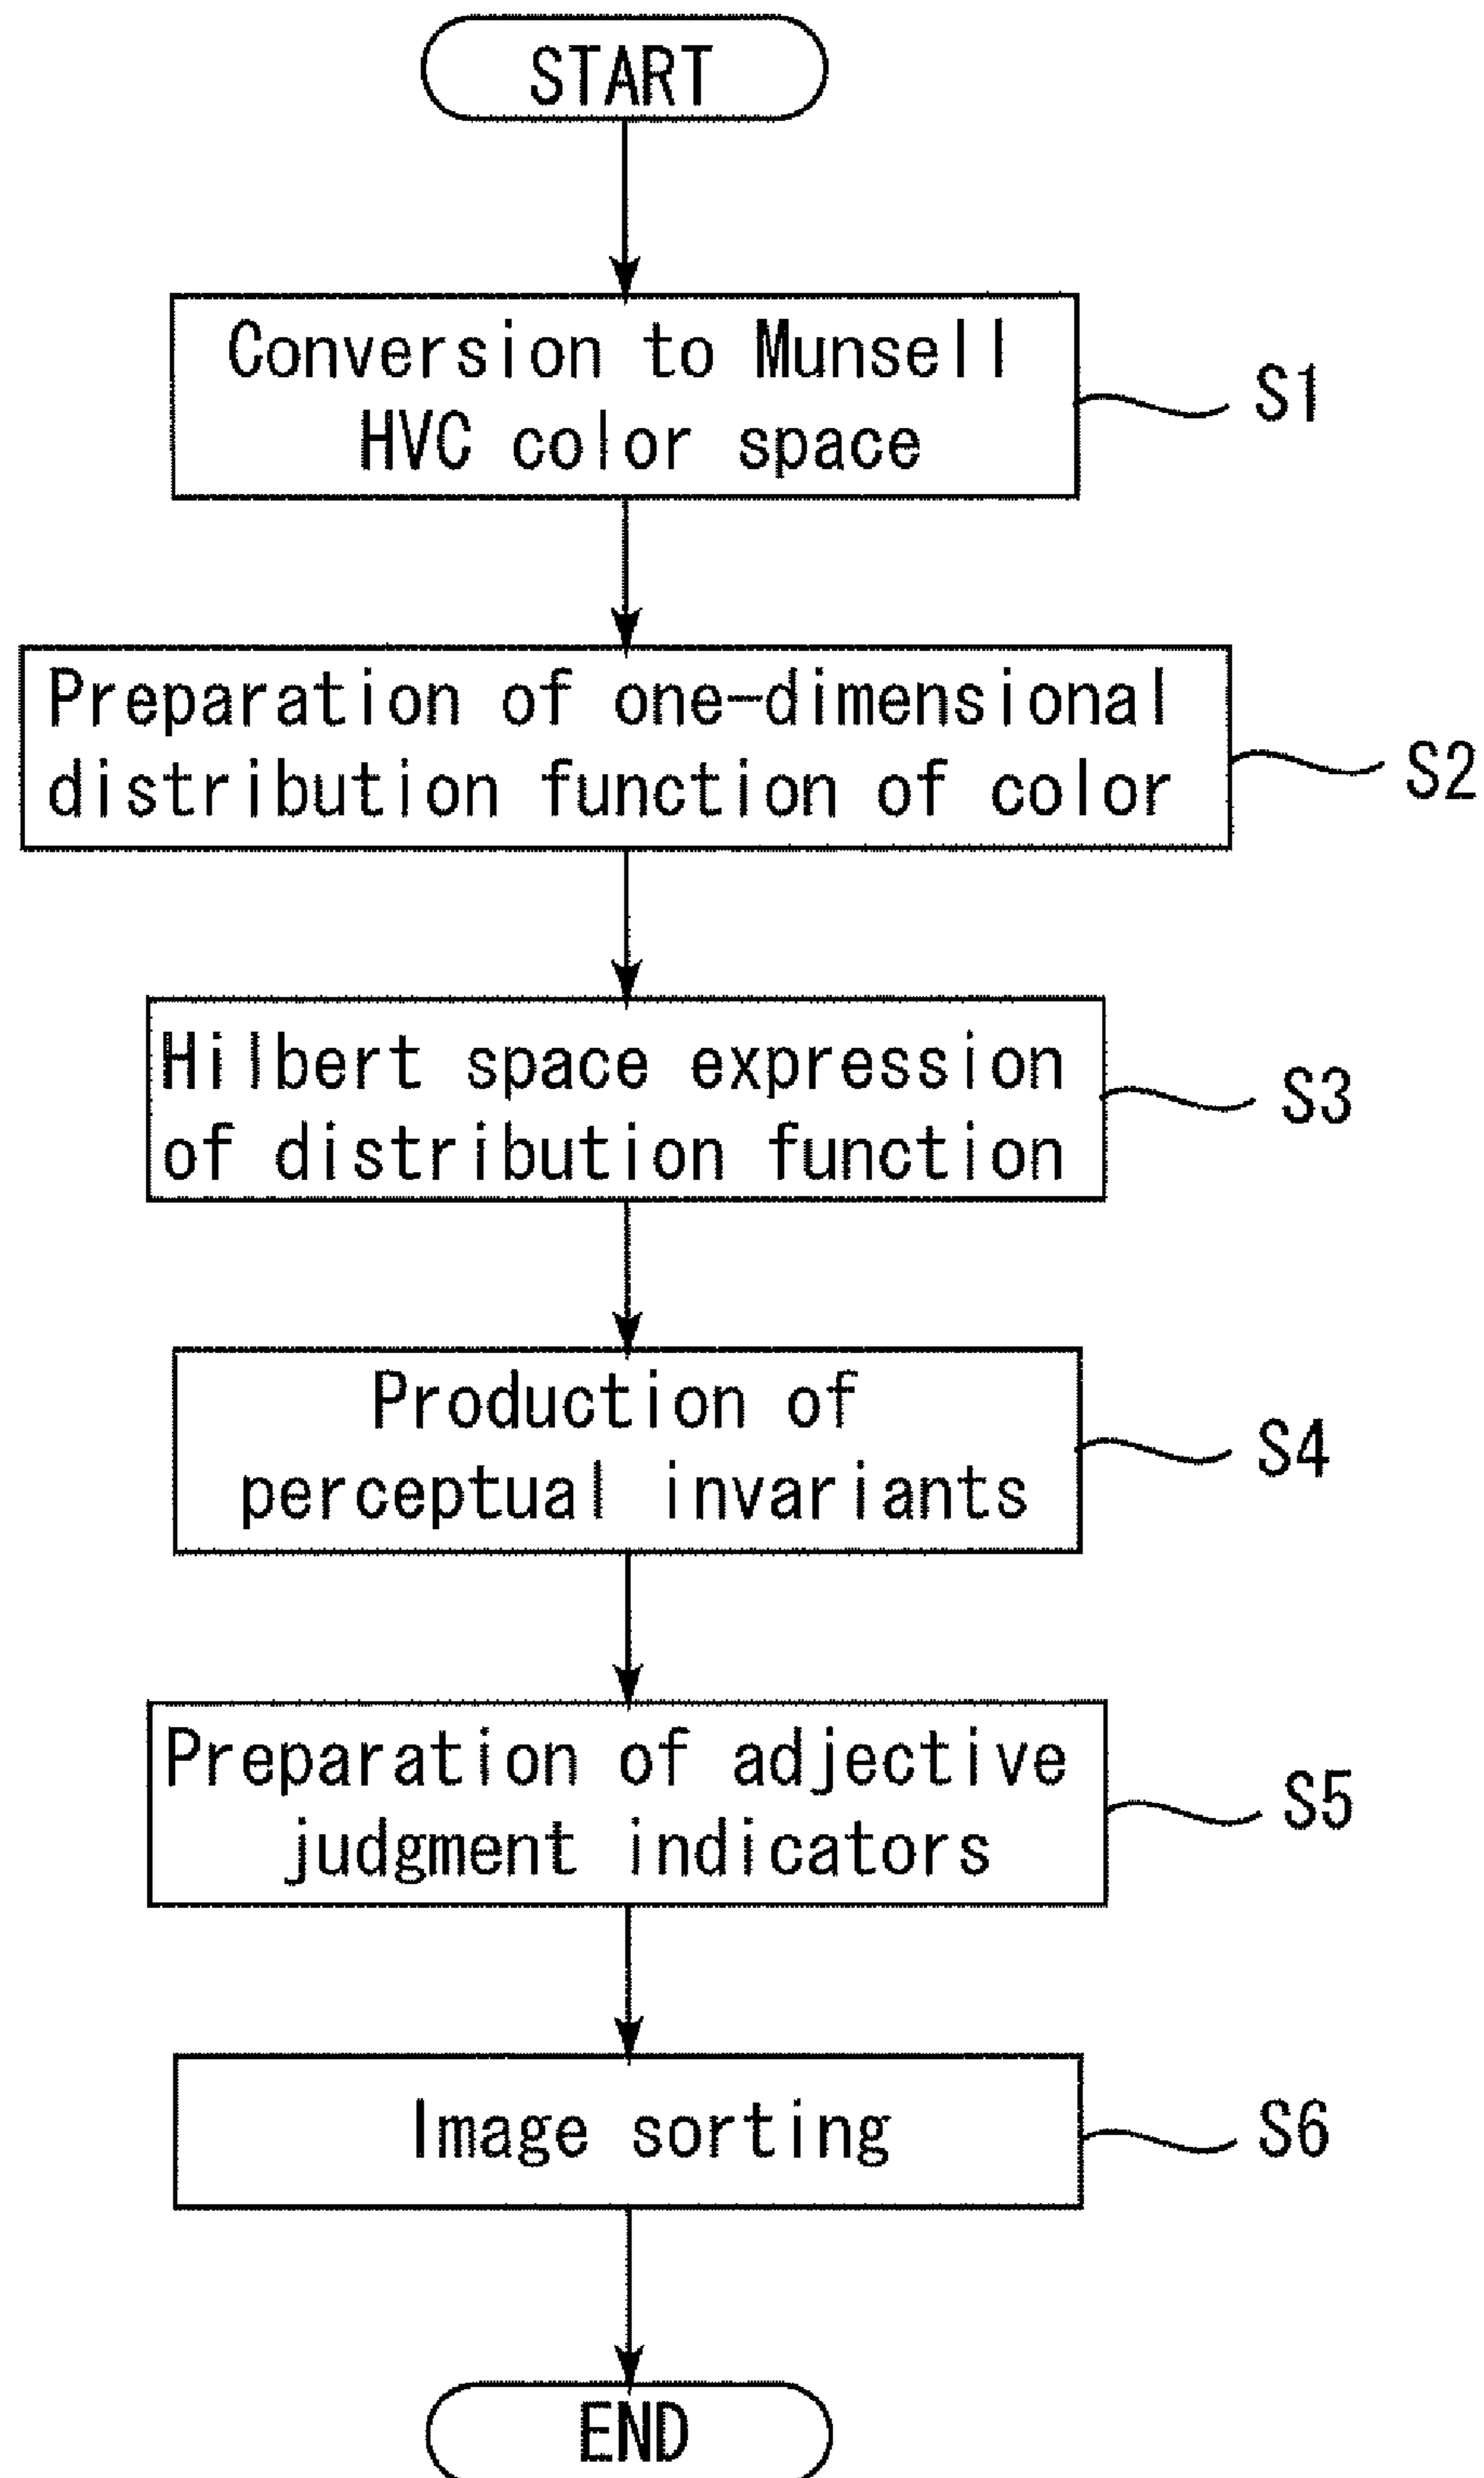 START
Conversion to Munsell
HVC color space
S1
Preparation of one-dimensional
distribution function of color
S2
Hilbert space expression
of distribution function
S3
Production of
perceptual invariants
S4
Preparation of adjective
judgment indicators
S5
Image sorting
S6
END